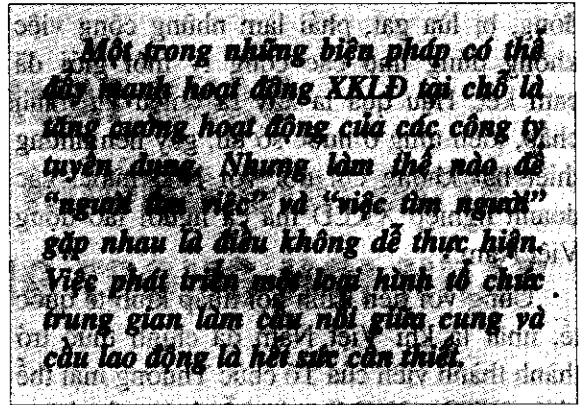 Một trong những biện pháp có thể
đẩy mạnh hoạt động XKLĐ tại chỗ là
tăng cường hoạt động của các công ty
tuyển dụng. Nhưng làm thế nào để
“người tìm việc” và “việc tìm người”
gặp nhau là điều không dễ thực hiện.
Việc phát triển một loại hình tổ chức
trung gian làm cầu nối giữa cung và
cầu lao động là hết sức cần thiết.